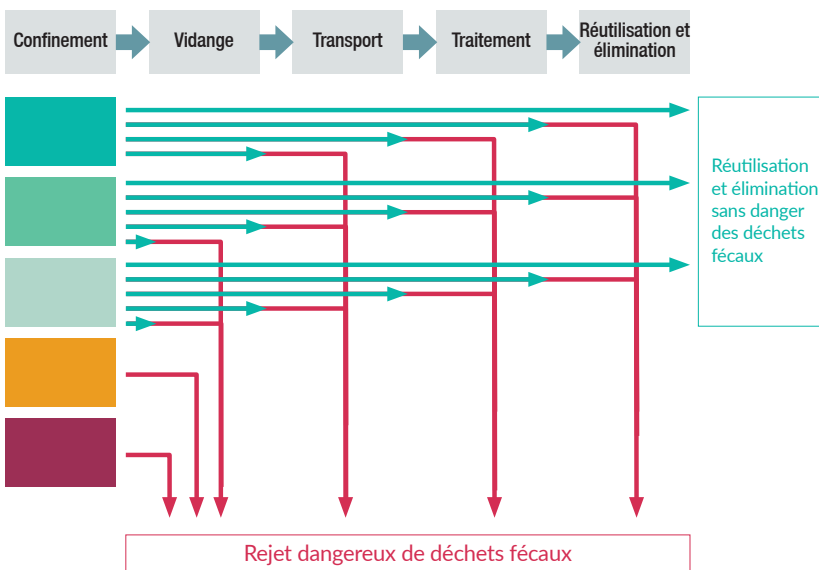 Confinement
Vidange
Transport
Traitement
Réutilisation et
élimination
Réutilisation
et élimination
sans danger
des déchets
fécaux
Rejet dangereux de déchets fécaux